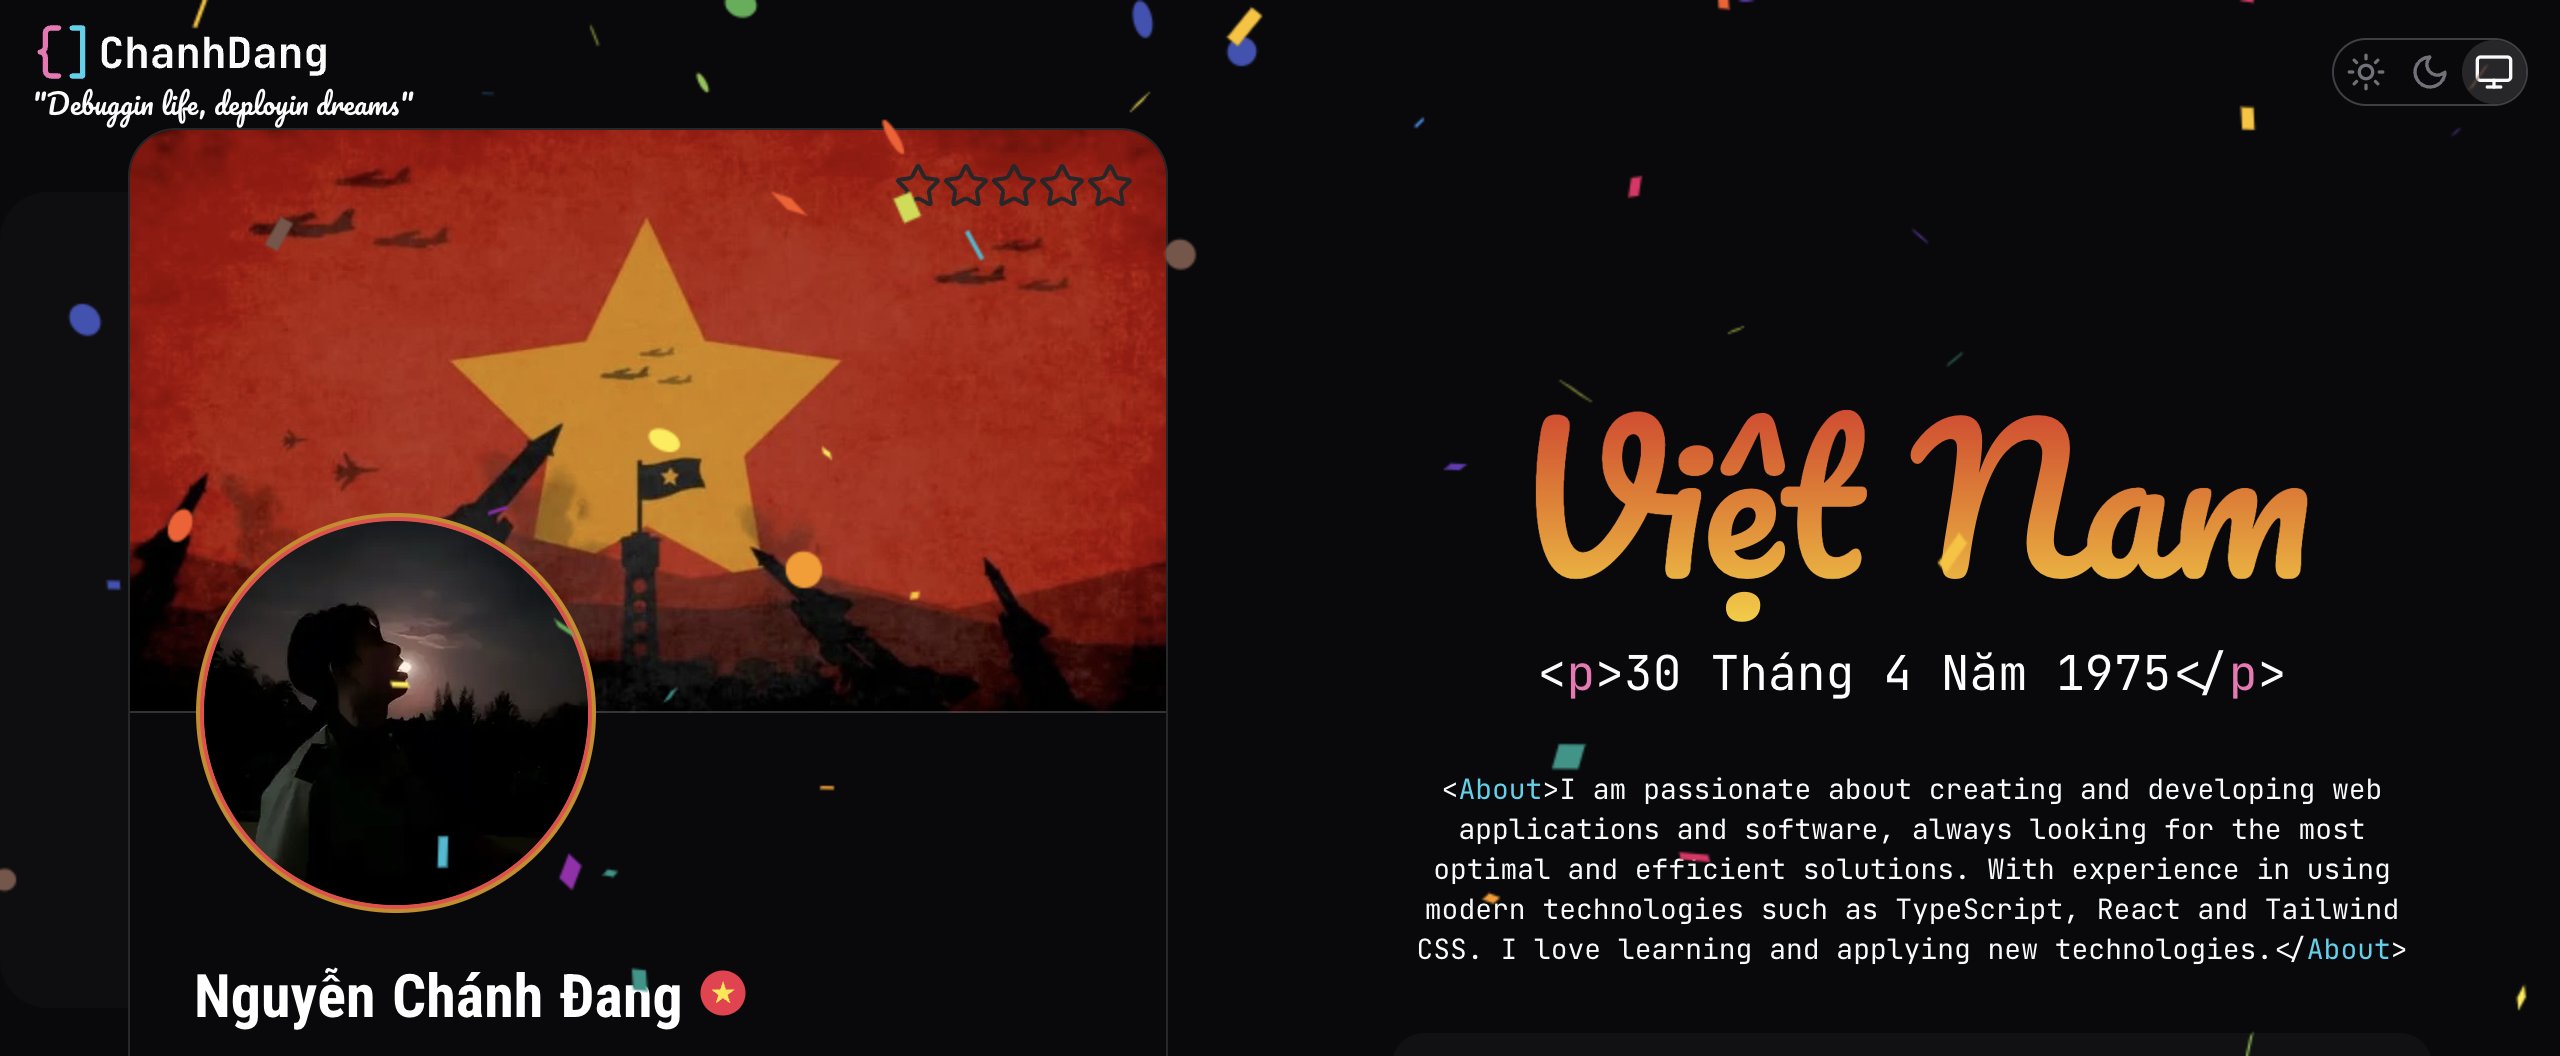 {] ChanhDang
"Debuggin life, deployin dreams"
Việt Nam
<p>30 Tháng 4 Năm 1975</p>
<About>I am passionate about creating and developing web
applications and software, always looking for the most
optimal and efficient solutions. With experience in using
modern technologies such as TypeScript, React and Tailwind
CSS. I love learning and applying new technologies.</About>
Nguyễn Chánh Đang